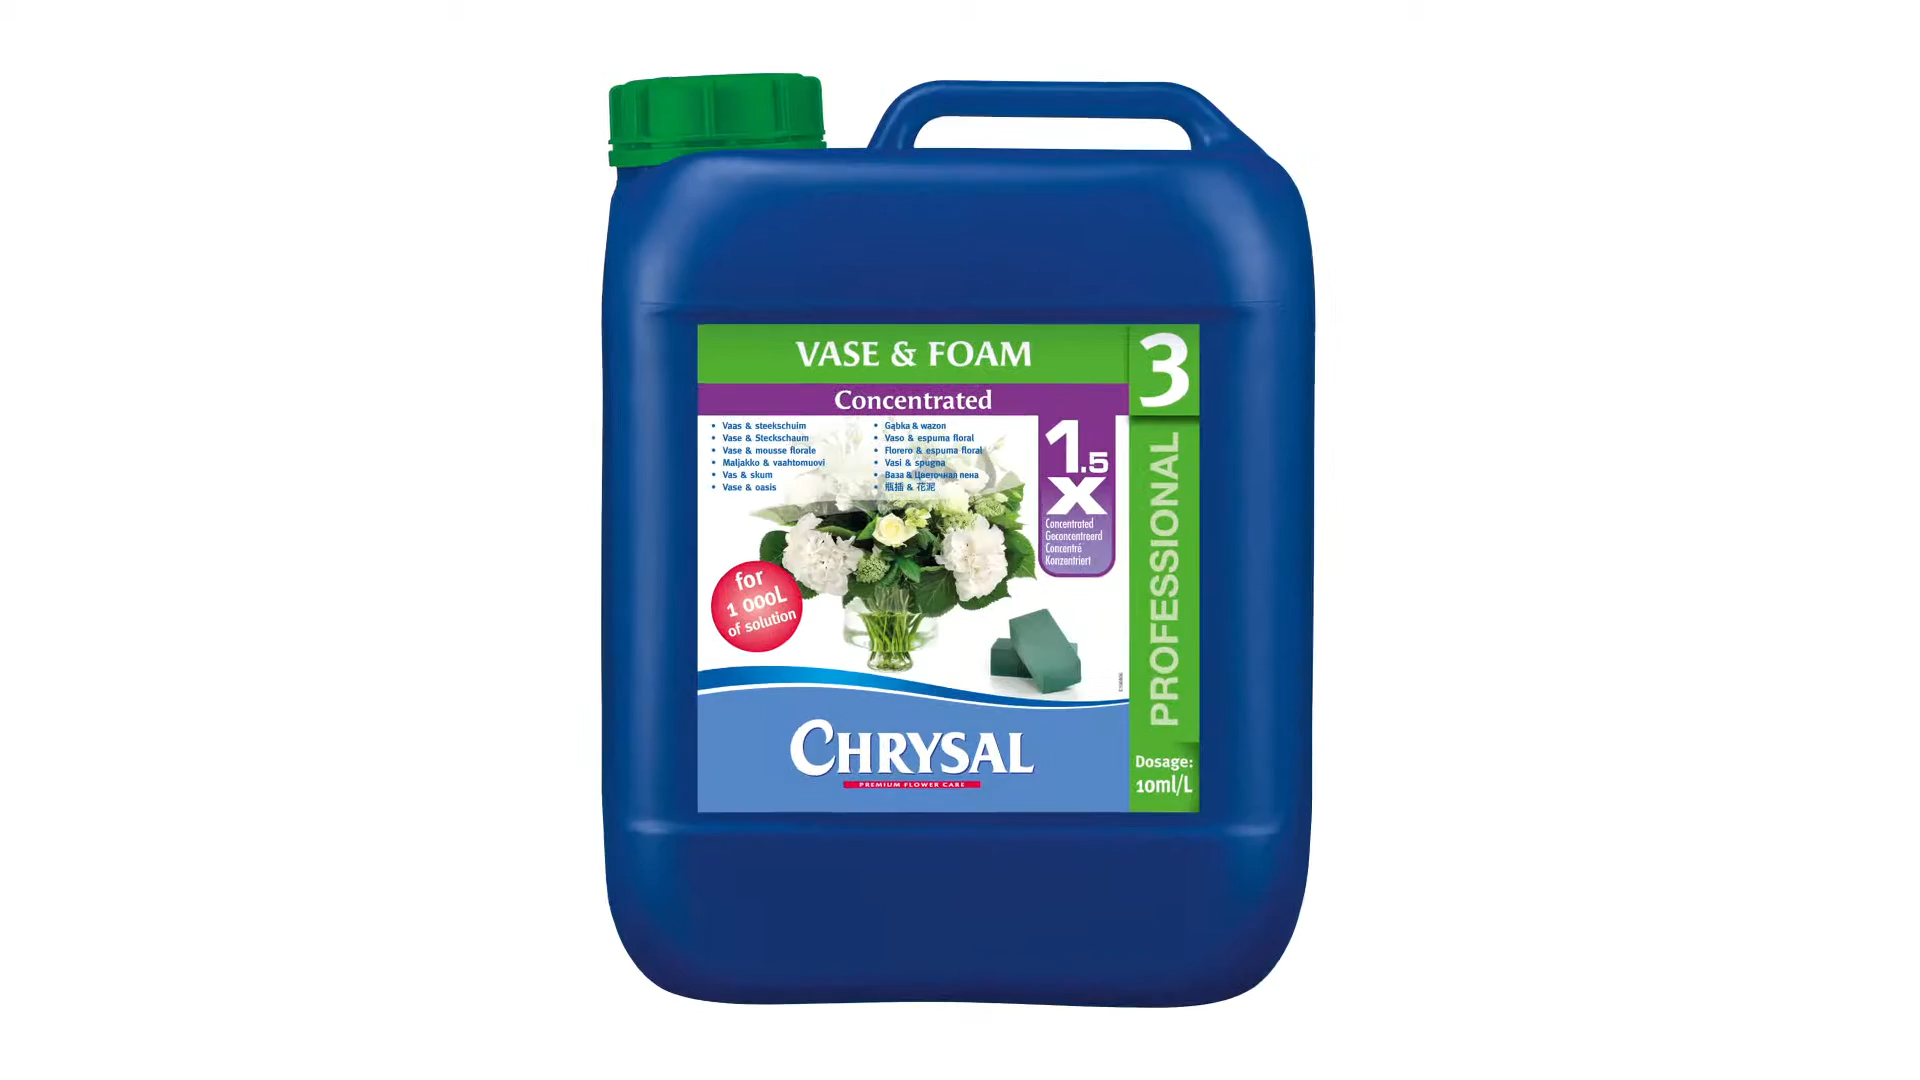 VASE & FOAM
3
Concentrated
• Vaas & steekschuim
• Vase & Steckschaum
• Vase & mousse florale
• Maljakko & vaahtomuovi
• Vas & skum
• Vase & oasis
• Gąbka & wazon
• Vaso & espuma floral
• Florero & espuma floral
• Vasi & spugna
• Ваза & Цветочная пена
• 瓶插 & 花泥
1.5
X
Concentrated
Geconcentreerd
Concentré
Konzentriert
PROFESSIONAL
for
1 000L
of solution
CHRYSAL
PREMIUM FLOWER CARE
Dosage:
10ml/L